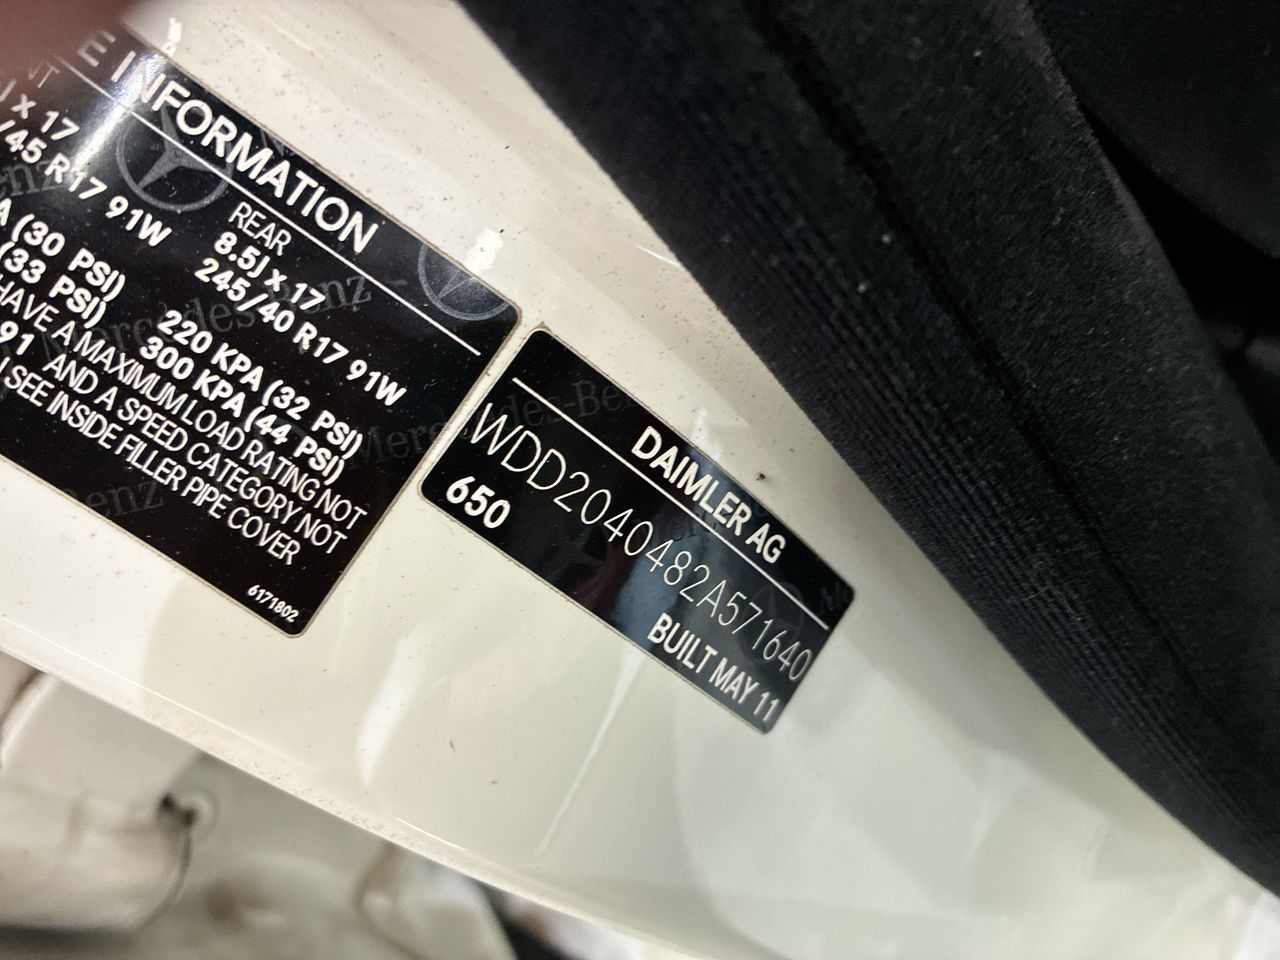 E INFORMATION
REAR
J X 17 8.5J X 17
/45 R17 91W 245/40 R17 91W
A (30 PSI) 220 KPA (32 PSI)
(33 PSI) 300 KPA (44 PSI)
HAVE A MAXIMUM LOAD RATING NOT
91 AND A SPEED CATEGORY NOT
SEE INSIDE FILLER PIPE COVER
6171802
DAIMLER AG
WDD2040482A571640
650
BUILT MAY 11
Mercedes-Benz